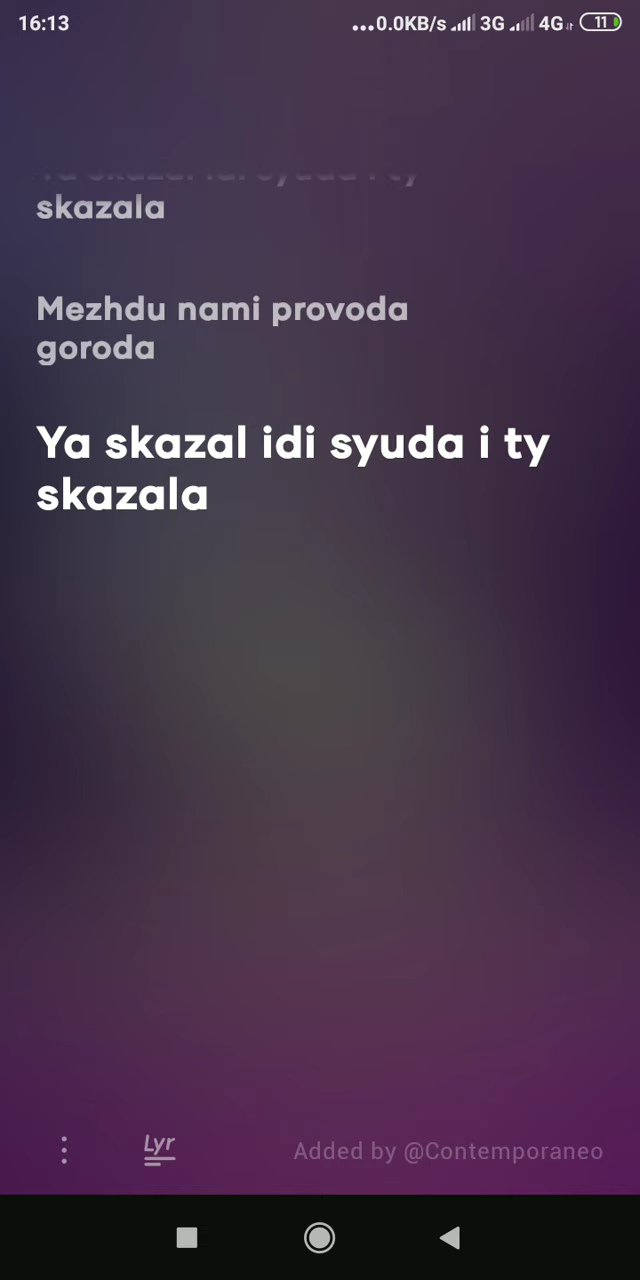 16:13 ...0.0KB/s 3G 4G 11
skazala
Mezhdu nami provoda
goroda
Ya skazal idi syuda i ty
skazala
Lyr Added by @Contemporaneo